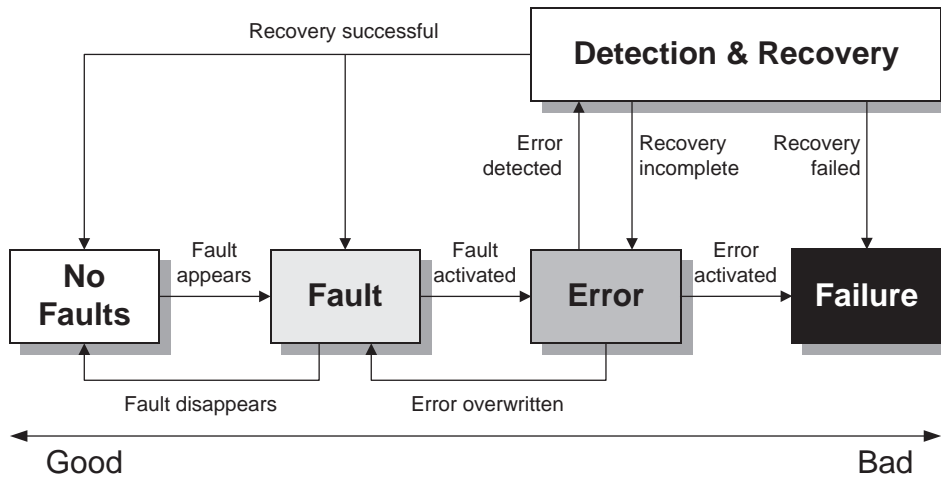 Recovery successful
Detection & Recovery
Error
detected
Recovery
incomplete
Recovery
failed
No
Faults
Fault
appears
Fault
Fault
activated
Error
Error
activated
Failure
Fault disappears
Error overwritten
Good
Bad